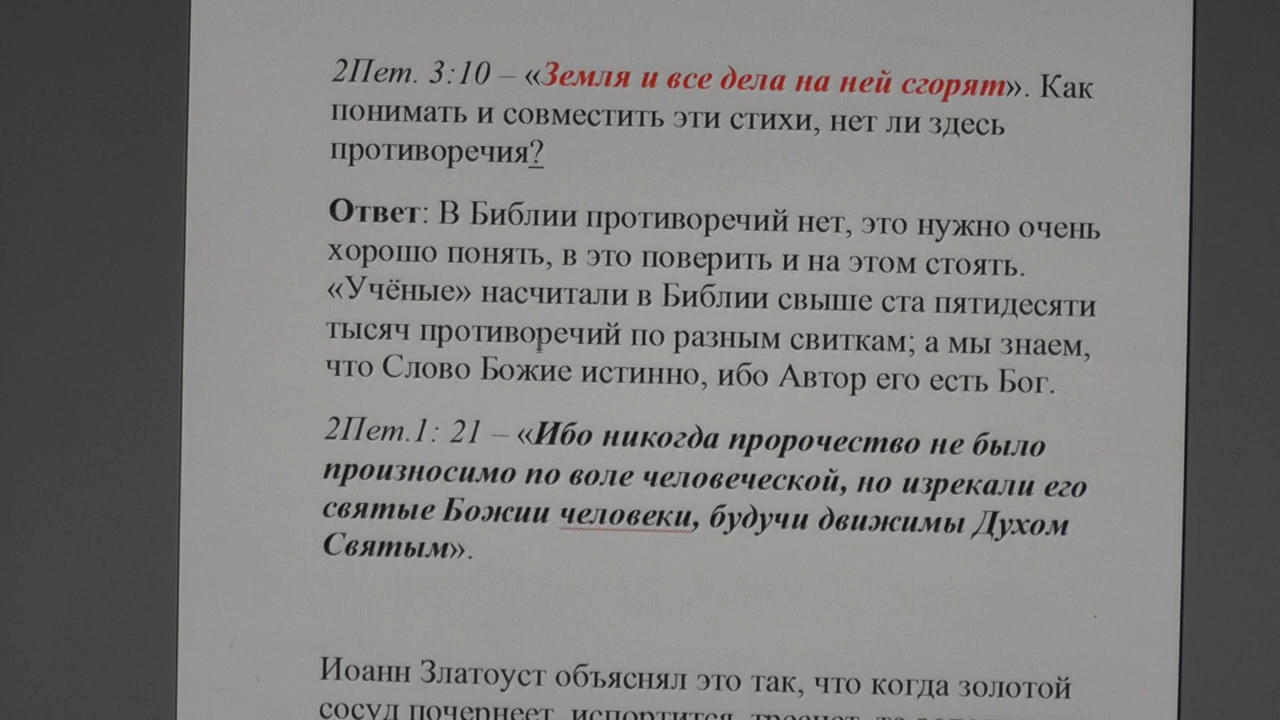 2Пет. 3:10 – «Земля и все дела на ней сгорят». Как
понимать и совместить эти стихи, нет ли здесь
противоречия?
Ответ: В Библии противоречий нет, это нужно очень
хорошо понять, в это поверить и на этом стоять.
«Учёные» насчитали в Библии свыше ста пятидесяти
тысяч противоречий по разным свиткам; а мы знаем,
что Слово Божие истинно, ибо Автор его есть Бог.
2Пет.1: 21 – «Ибо никогда пророчество не было
произносимо по воле человеческой, но изрекали его
святые Божии человеки, будучи движимы Духом
Святым».
Иоанн Златоуст объяснял это так, что когда золотой
сосуд почернеет, испортится, треснет, то